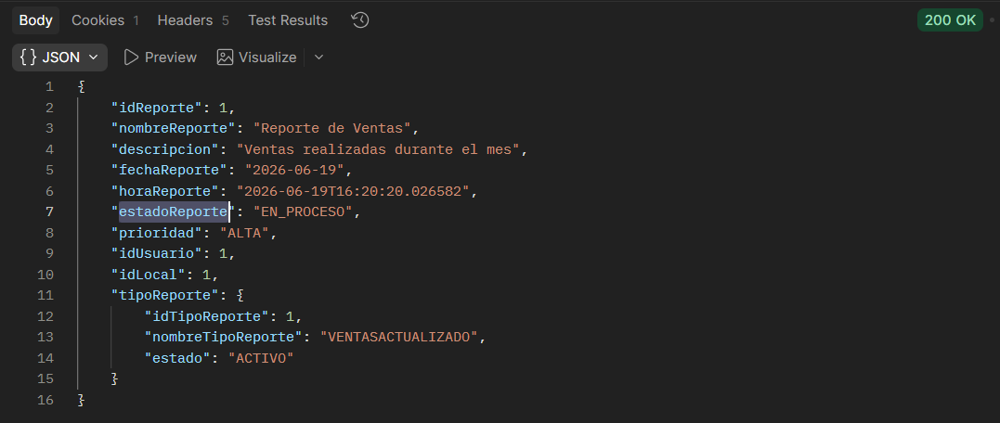 Body Cookies 1 Headers 5 Test Results 200 OK
{} JSON Preview Visualize
1 {
2 "idReporte": 1,
3 "nombreReporte": "Reporte de Ventas",
4 "descripcion": "Ventas realizadas durante el mes",
5 "fechaReporte": "2026-06-19",
6 "horaReporte": "2026-06-19T16:20:20.026582",
7 "estadoReporte": "EN_PROCESO",
8 "prioridad": "ALTA",
9 "idUsuario": 1,
10 "idLocal": 1,
11 "tipoReporte": {
12 "idTipoReporte": 1,
13 "nombreTipoReporte": "VENTASACTUALIZADO",
14 "estado": "ACTIVO"
15 }
16 }